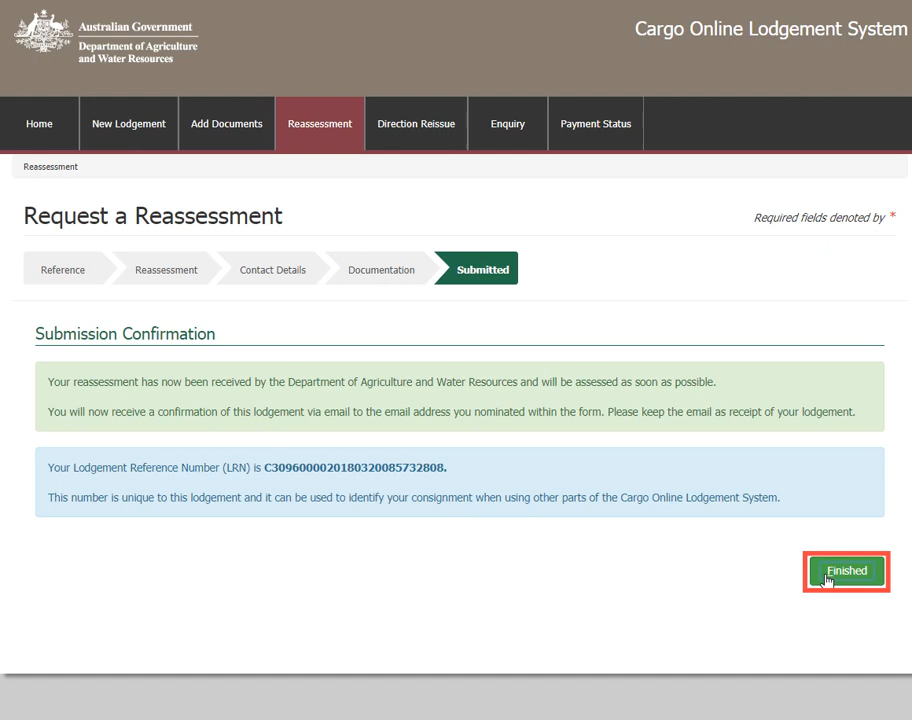 Australian Government
Department of Agriculture
and Water Resources
Cargo Online Lodgement System
Home
New Lodgement
Add Documents
Reassessment
Direction Reissue
Enquiry
Payment Status
Reassessment
Request a Reassessment
Required fields denoted by *
Reference
Reassessment
Contact Details
Documentation
Submitted
Submission Confirmation
Your reassessment has now been received by the Department of Agriculture and Water Resources and will be assessed as soon as possible.
You will now receive a confirmation of this lodgement via email to the email address you nominated within the form. Please keep the email as receipt of your lodgement.
Your Lodgement Reference Number (LRN) is C3096000020180320085732808.
This number is unique to this lodgement and it can be used to identify your consignment when using other parts of the Cargo Online Lodgement System.
Finished